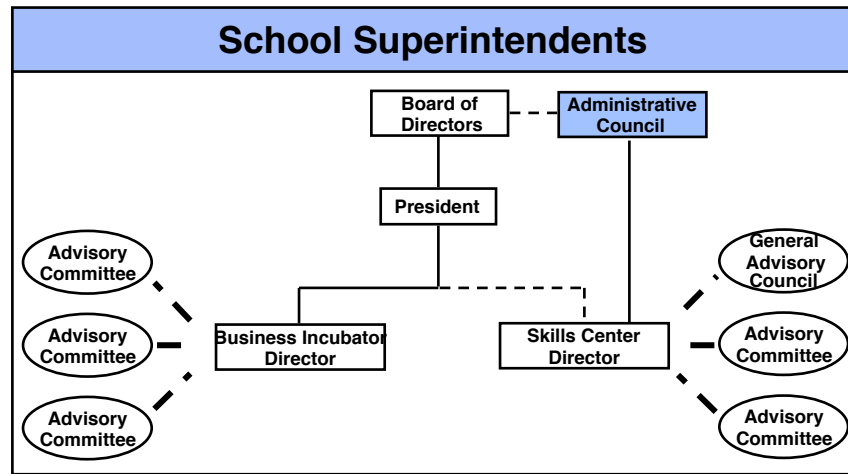 School Superintendents
Board of
Directors
Administrative
Council
President
Advisory
Committee
General
Advisory
Council
Business Incubator
Director
Skills Center
Director
Advisory
Committee
Advisory
Committee
Advisory
Committee
Advisory
Committee